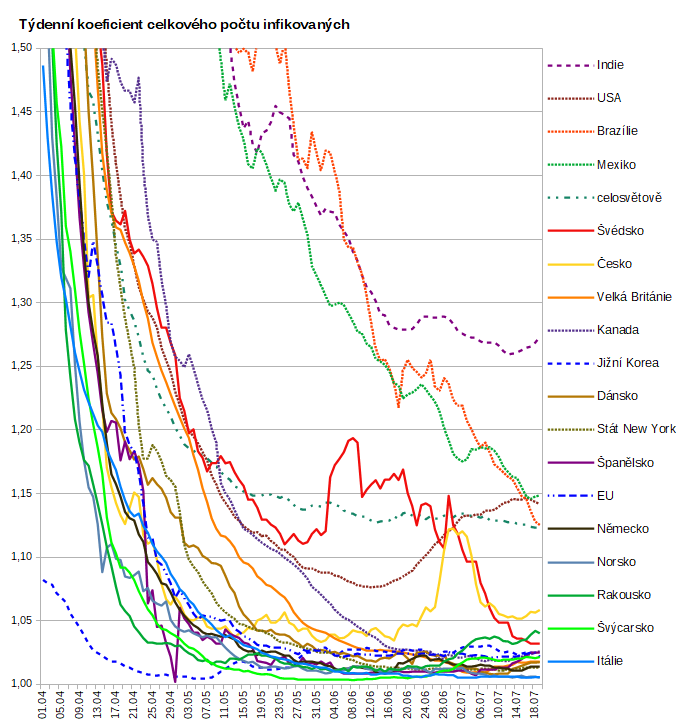 Týdenní koeficient celkového počtu infikovaných
1,50
1,45
1,40
1,35
1,30
1,25
1,20
1,15
1,10
1,05
1,00
01.04
05.04
09.04
13.04
17.04
21.04
25.04
29.4
03.05
07.05
11.05
15.05
19.05
23.05
27.05
31.05
04.06
08.06
12.06
16.06
20.06
24.06
28.06
02.07
06.07
10.07
14.07
18.07
Indie
USA
Brazílie
Mexiko
celosvětově
Švédsko
Česko
Velká Británie
Kanada
Jižní Korea
Dánsko
Stát New York
Španělsko
EU
Německo
Norsko
Rakousko
Švýcarsko
Itálie